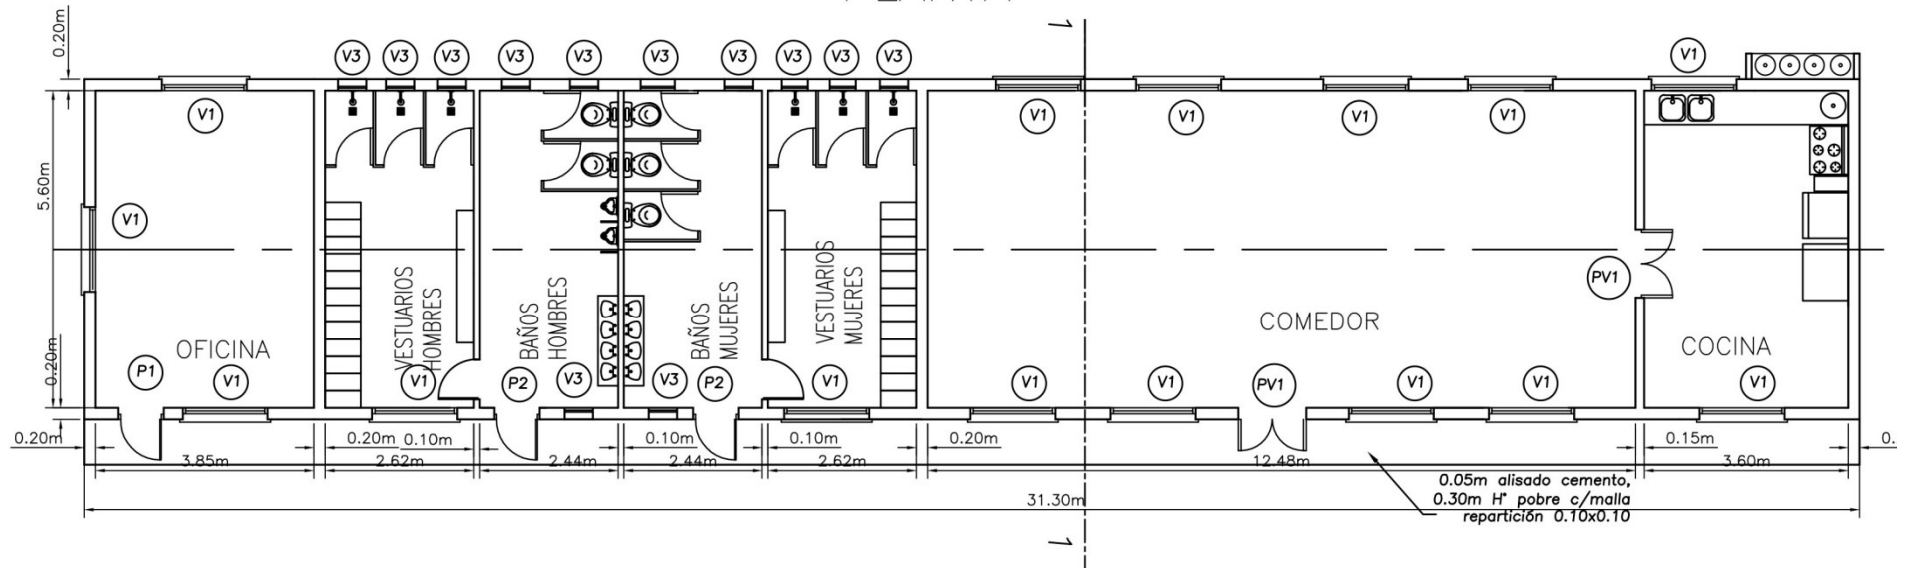 0.20m
V3
V3
V3
V3
V3
V3
V3
V3
V3
V3
V1
V1
V1
V1
V1
V1
5.60m
V1
PV1
VESTUARIOS
HOMBRES
BAÑOS
HOMBRES
BAÑOS
MUJERES
VESTUARIOS
MUJERES
COMEDOR
OFICINA
COCINA
0.20m
P1
V1
V1
P2
V3
V3
P2
V1
V1
V1
PV1
V1
V1
V1
0.20m
0.20m
0.10m
0.10m
0.10m
0.20m
0.15m
0.
3.85m
2.62m
2.44m
2.44m
2.62m
12.48m
3.60m
31.30m
0.05m alisado cemento,
0.30m H° pobre c/malla
repartición 0.10x0.10
1
1